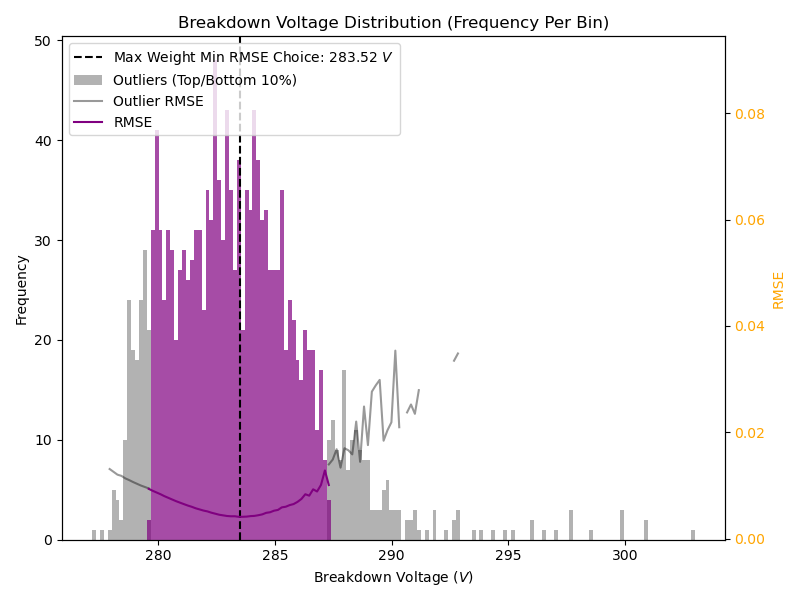 Breakdown Voltage Distribution (Frequency Per Bin)
Max Weight Min RMSE Choice: 283.52 V
Outliers (Top/Bottom 10%)
Outlier RMSE
RMSE
50
40
30
20
10
0
Frequency
0.08
0.06
0.04
0.02
0.00
RMSE
280
285
290
295
300
Breakdown Voltage (V)